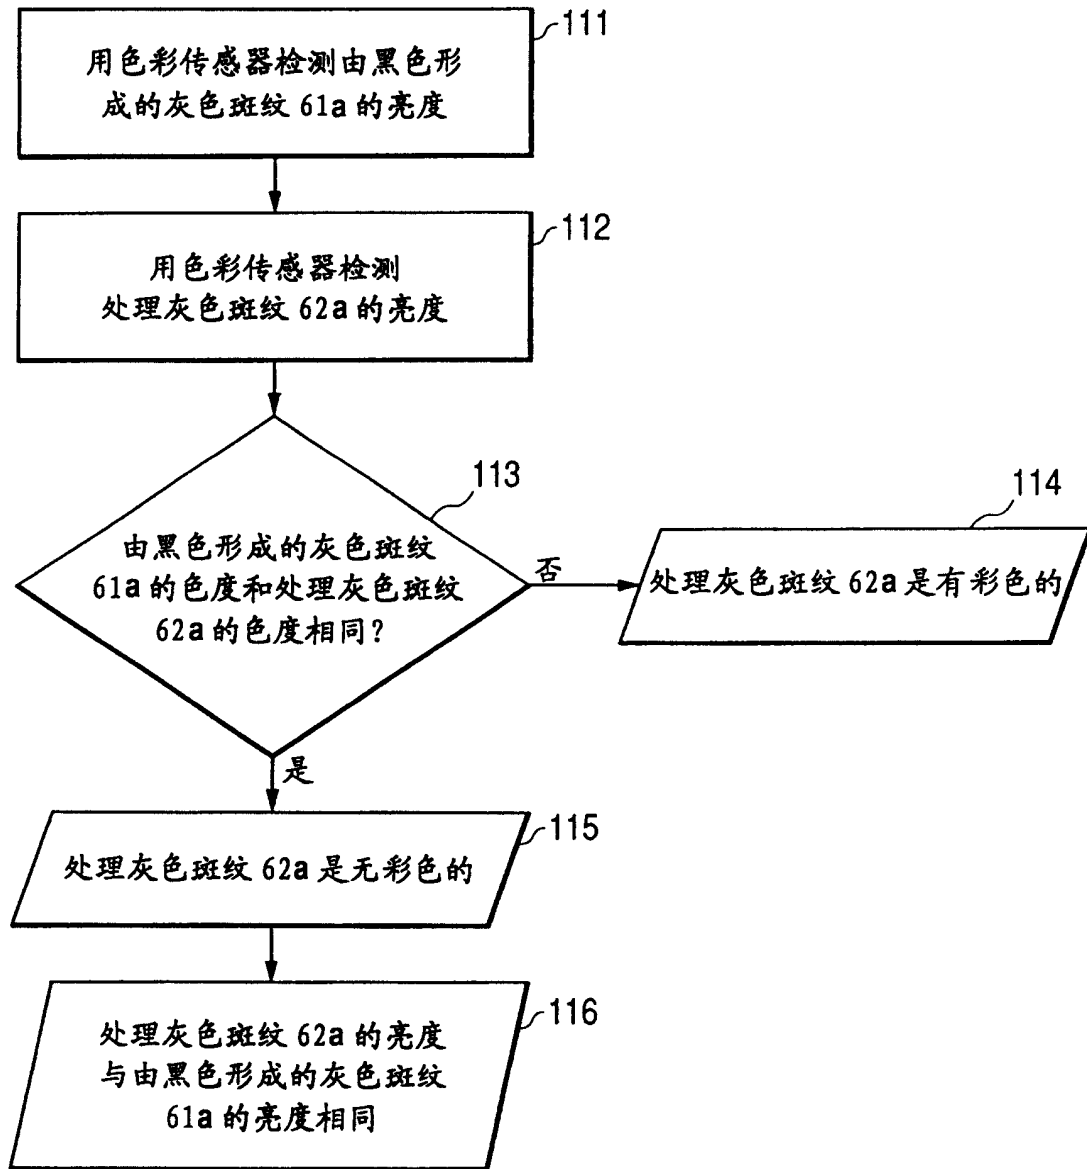 111
用色彩传感器检测由黑色形
成的灰色斑纹 61a 的亮度
112
用色彩传感器检测
处理灰色斑纹 62a 的亮度
113
由黑色形成的灰色斑纹
61a 的色度和处理灰色斑纹
62a 的色度相同?
否
114
处理灰色斑纹 62a 是有彩色的
是
115
处理灰色斑纹 62a 是无彩色的
116
处理灰色斑纹 62a 的亮度
与由黑色形成的灰色斑纹
61a 的亮度相同